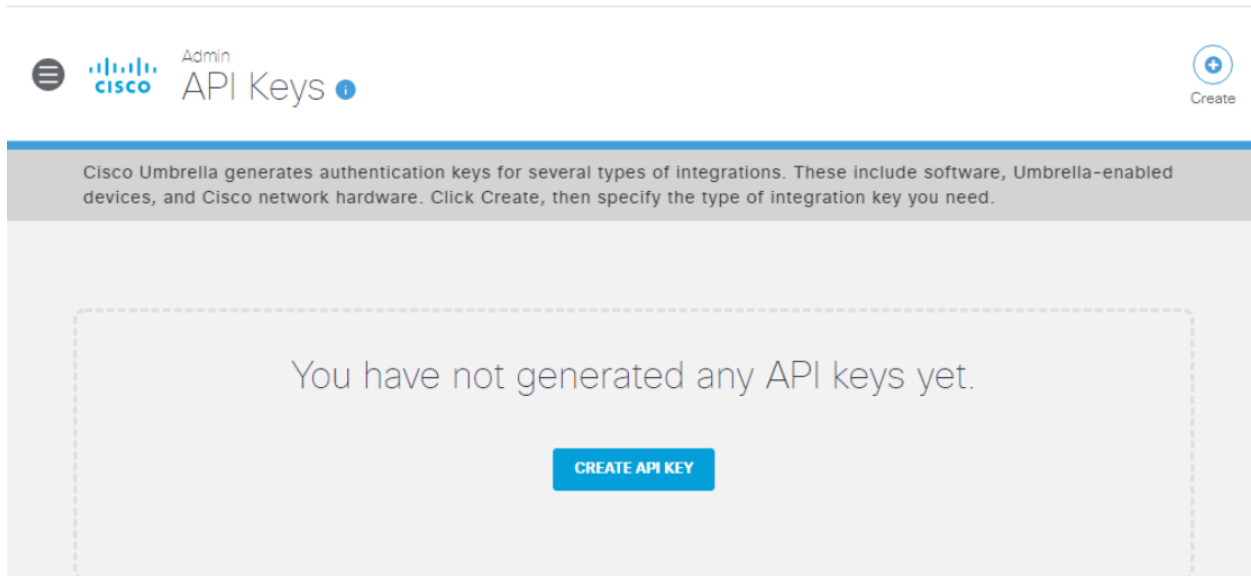 Admin
CISCO
API Keys
Create
Cisco Umbrella generates authentication keys for several types of integrations. These include software, Umbrella-enabled
devices, and Cisco network hardware. Click Create, then specify the type of integration key you need.
You have not generated any API keys yet.
CREATE API KEY